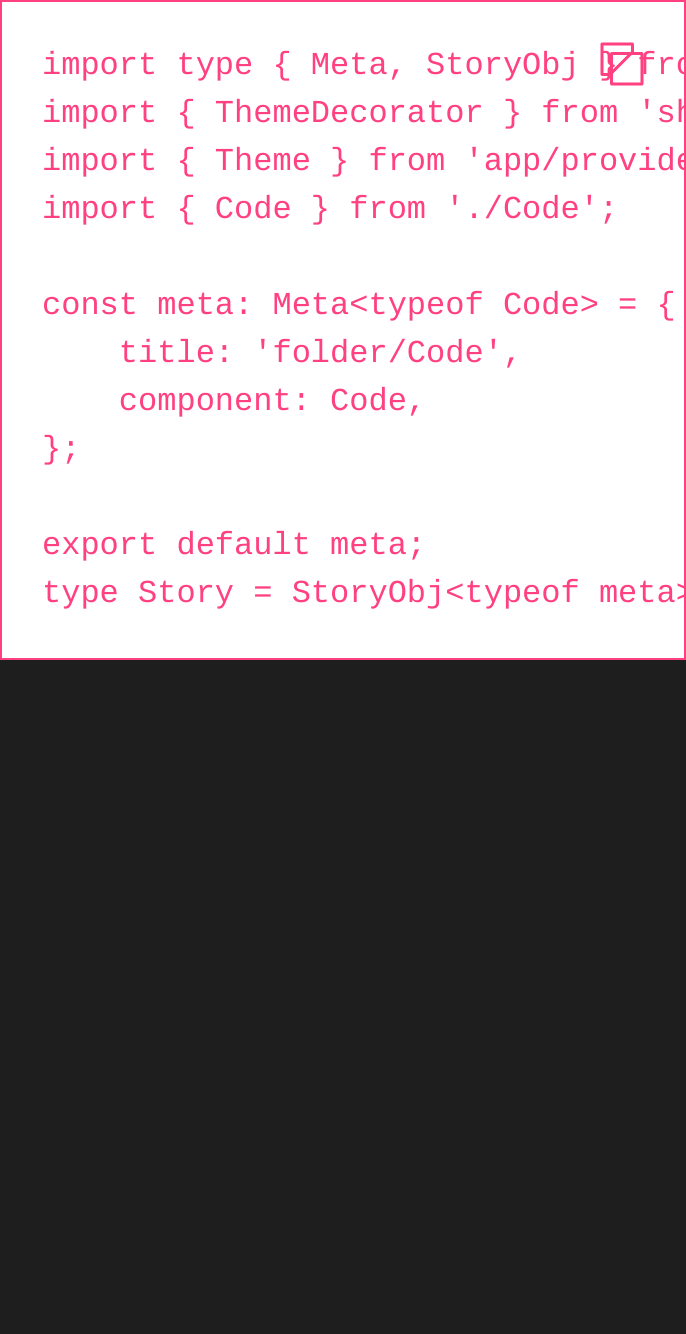 import type { Meta, StoryObj } fro
import { ThemeDecorator } from 'sh
import { Theme } from 'app/provide
import { Code } from './Code';
const meta: Meta<typeof Code> = {
    title: 'folder/Code',
    component: Code,
};
export default meta;
type Story = StoryObj<typeof meta>